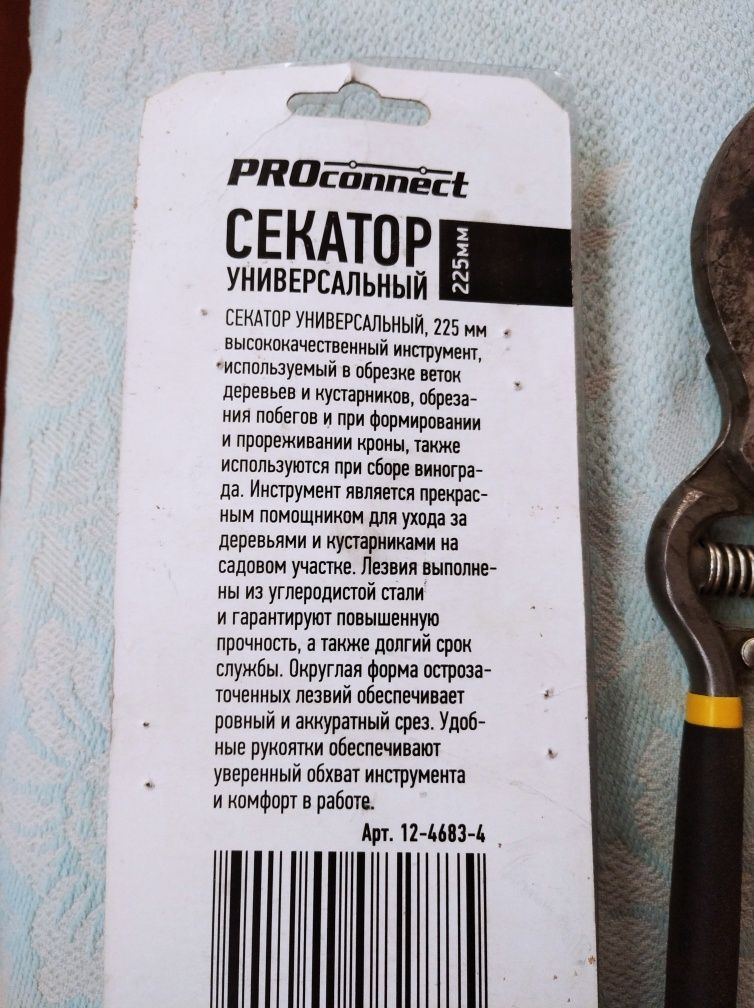 PROconnect
СЕКАТОР
УНИВЕРСАЛЬНЫЙ
225мм
СЕКАТОР УНИВЕРСАЛЬНЫЙ, 225 мм
высококачественный инструмент,
используемый в обрезке веток
деревьев и кустарников, обреза-
ния побегов и при формировании
и прореживании кроны, также
используются при сборе виногра-
да. Инструмент является прекрас-
ным помощником для ухода за
деревьями и кустарниками на
садовом участке. Лезвия выполне-
ны из углеродистой стали
и гарантируют повышенную
прочность, а также долгий срок
службы. Округлая форма остроза-
точенных лезвий обеспечивает
ровный и аккуратный срез. Удоб-
ные рукоятки обеспечивают
уверенный обхват инструмента
и комфорт в работе.
Арт. 12-4683-4